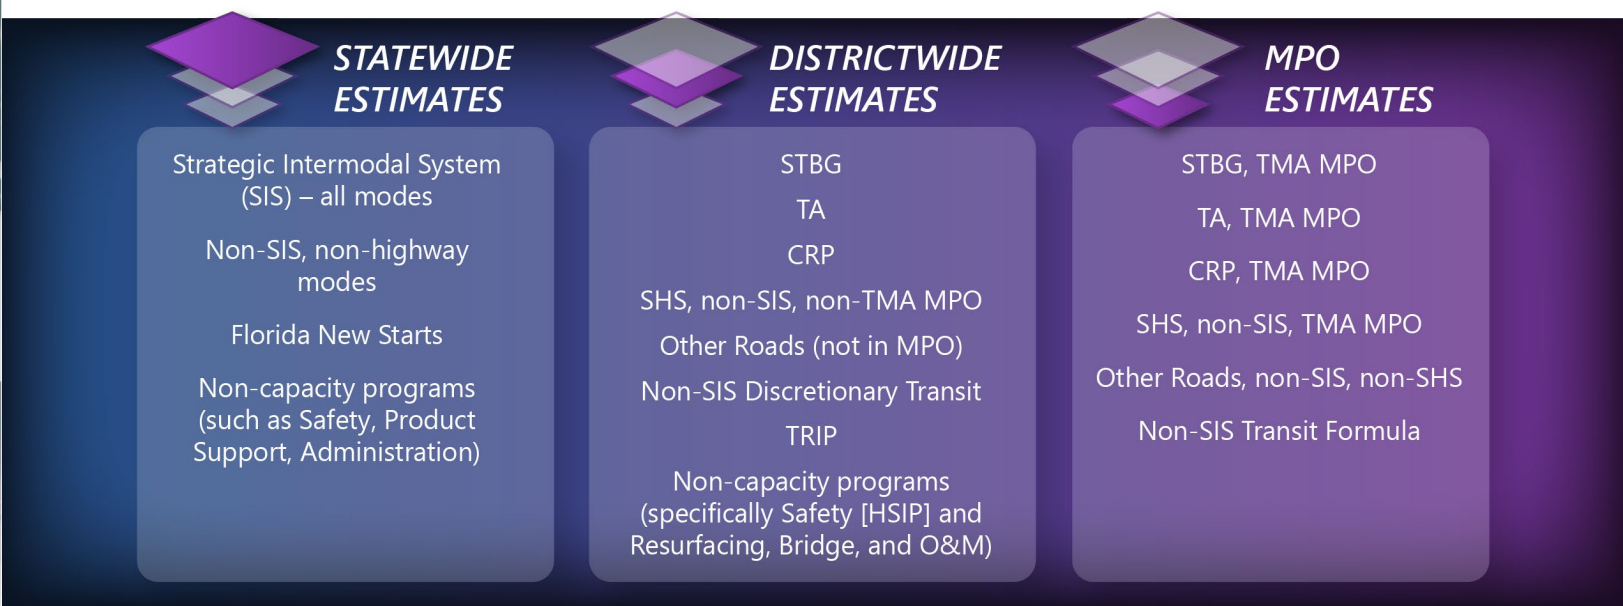 STATEWIDE
ESTIMATES
Strategic Intermodal System
(SIS) – all modes
Non-SIS, non-highway
modes
Florida New Starts
Non-capacity programs
(such as Safety, Product
Support, Administration)
DISTRICTWIDE
ESTIMATES
STBG
TA
CRP
SHS, non-SIS, non-TMA MPO
Other Roads (not in MPO)
Non-SIS Discretionary Transit
TRIP
Non-capacity programs
(specifically Safety [HSIP] and
Resurfacing, Bridge, and O&M)
MPO
ESTIMATES
STBG, TMA MPO
TA, TMA MPO
CRP, TMA MPO
SHS, non-SIS, TMA MPO
Other Roads, non-SIS, non-SHS
Non-SIS Transit Formula